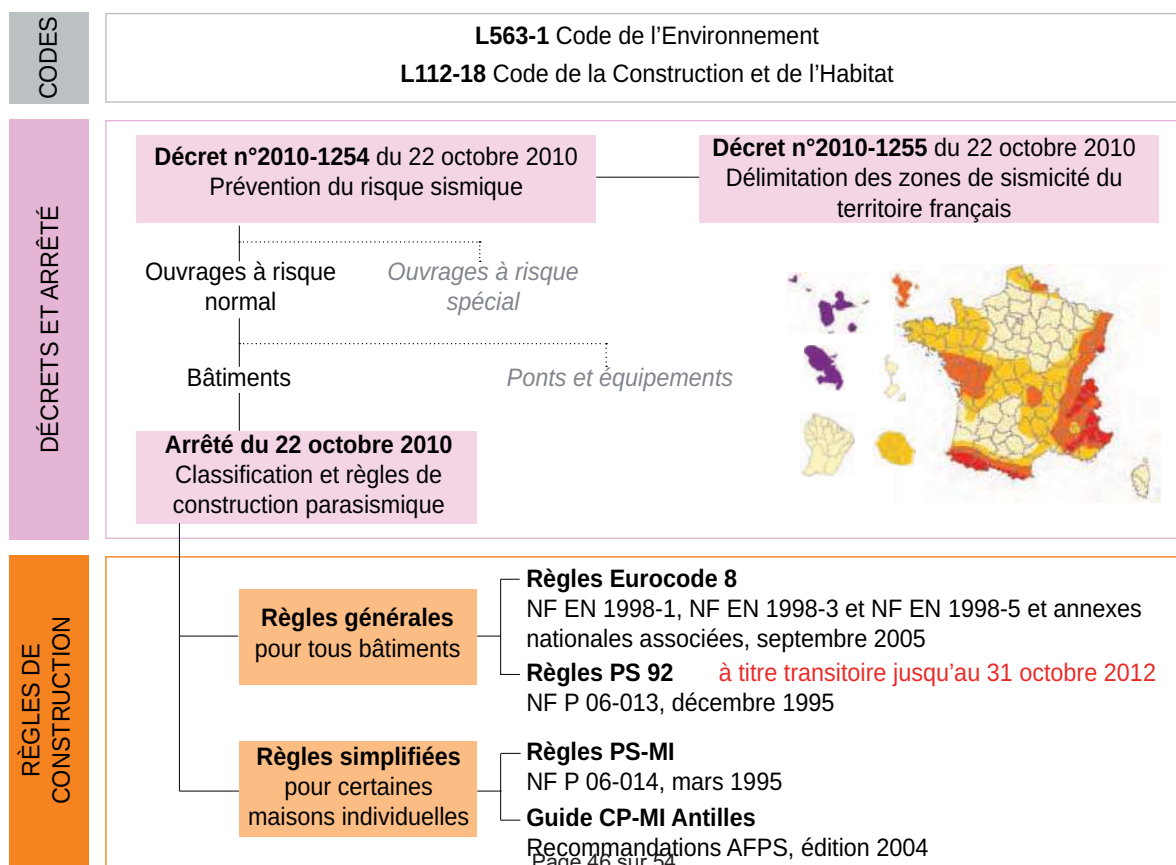 CODES
L563-1 Code de l'Environnement
L112-18 Code de la Construction et de l'Habitat
DÉCRETS ET ARRÊTÉ
Décret n°2010-1254 du 22 octobre 2010
Prévention du risque sismique
Décret n°2010-1255 du 22 octobre 2010
Délimitation des zones de sismicité du
territoire français
Ouvrages à risque
normal
Ouvrages à risque
spécial
Bâtiments
Ponts et équipements
Arrêté du 22 octobre 2010
Classification et règles de
construction parasismique
RÈGLES DE
CONSTRUCTION
Règles générales
pour tous bâtiments
Règles Eurocode 8
NF EN 1998-1, NF EN 1998-3 et NF EN 1998-5 et annexes
nationales associées, septembre 2005
Règles PS 92 à titre transitoire jusqu'au 31 octobre 2012
NF P 06-013, décembre 1995
Règles simplifiées
pour certaines
maisons individuelles
Règles PS-MI
NF P 06-014, mars 1995
Guide CP-MI Antilles
Recommandations AFPS, édition 2004
Page 46 sur 54